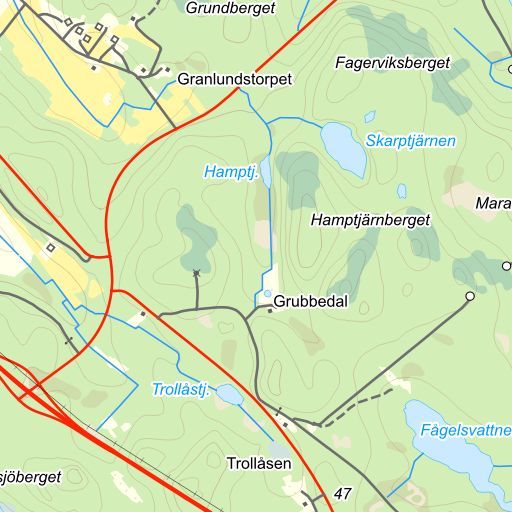 Grundberget
Fagerviksberget
Granlundstorpet
Skarptjärnen
Hamptj.
Mara
Hamptjärnberget
Grubbedal
Trollåstj.
Fågelsvattne
Trollåsen
sjöberget
47